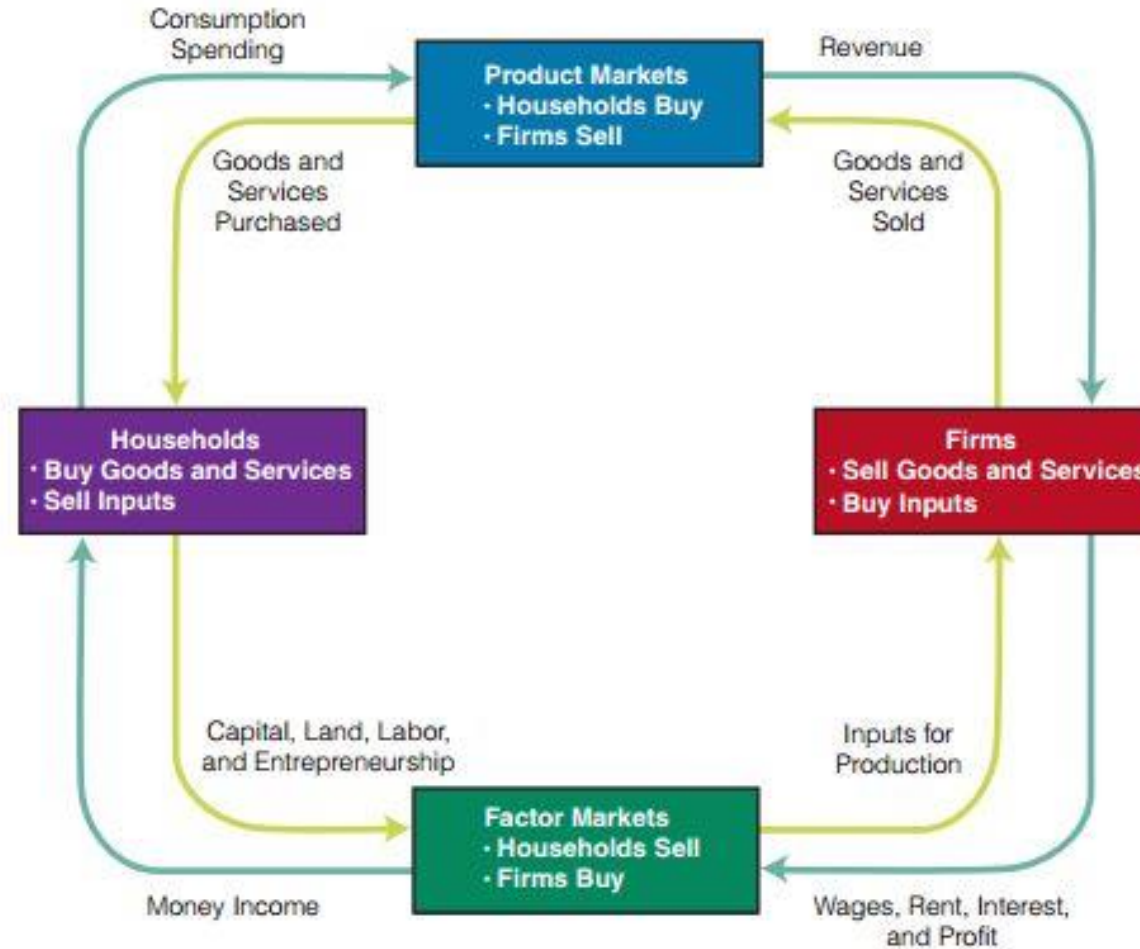 Consumption
Spending
Product Markets
· Households Buy
· Firms Sell
Revenue
Goods and
Services
Purchased
Goods and
Services
Sold
Households
· Buy Goods and Services
· Sell Inputs
Firms
· Sell Goods and Services
· Buy Inputs
Capital, Land, Labor,
and Entrepreneurship
Inputs for
Production
Factor Markets
· Households Sell
· Firms Buy
Money Income
Wages, Rent, Interest,
and Profit